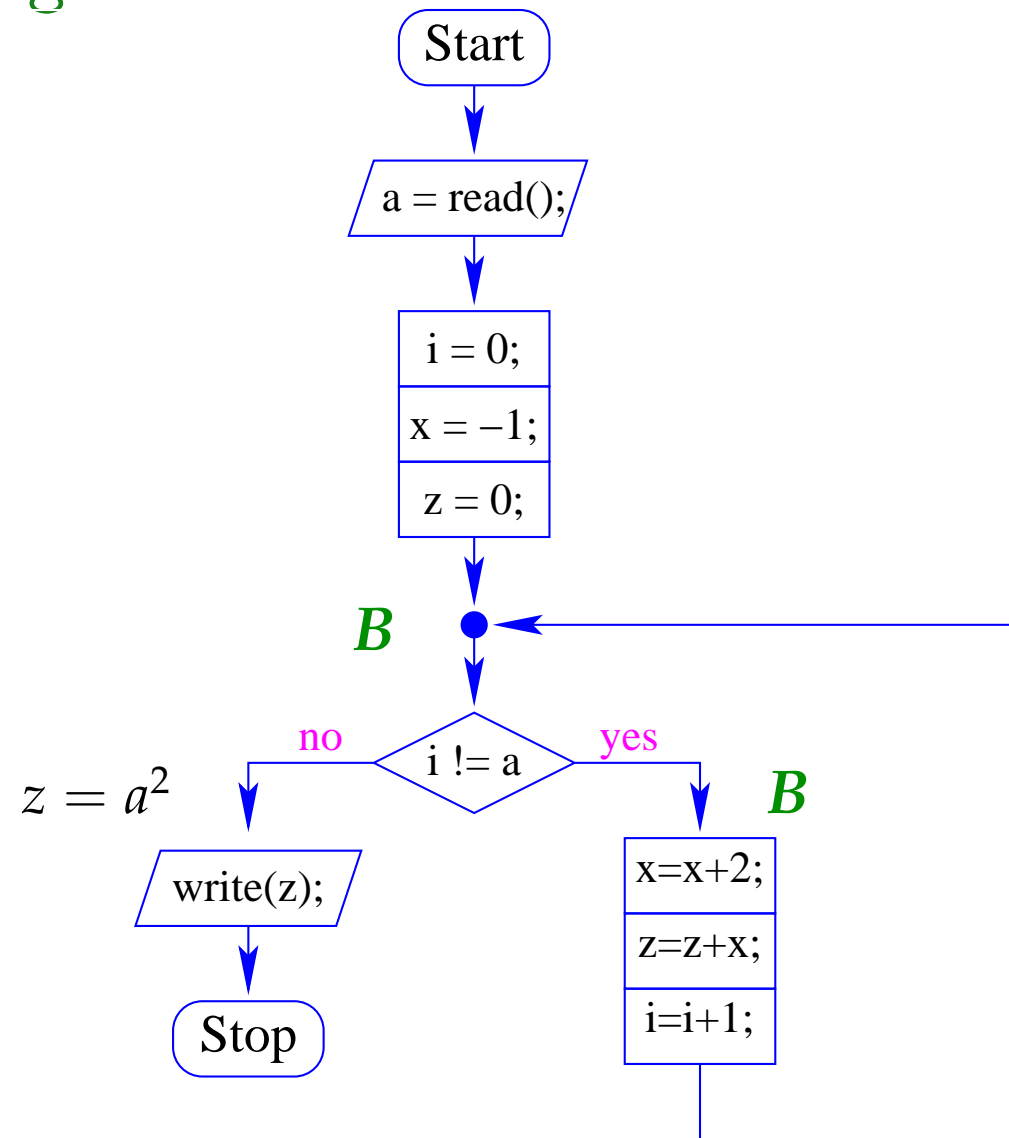 Start
a = read();
i = 0;
x = −1;
z = 0;
B
no
i != a
yes
z = a²
B
write(z);
x=x+2;
z=z+x;
i=i+1;
Stop